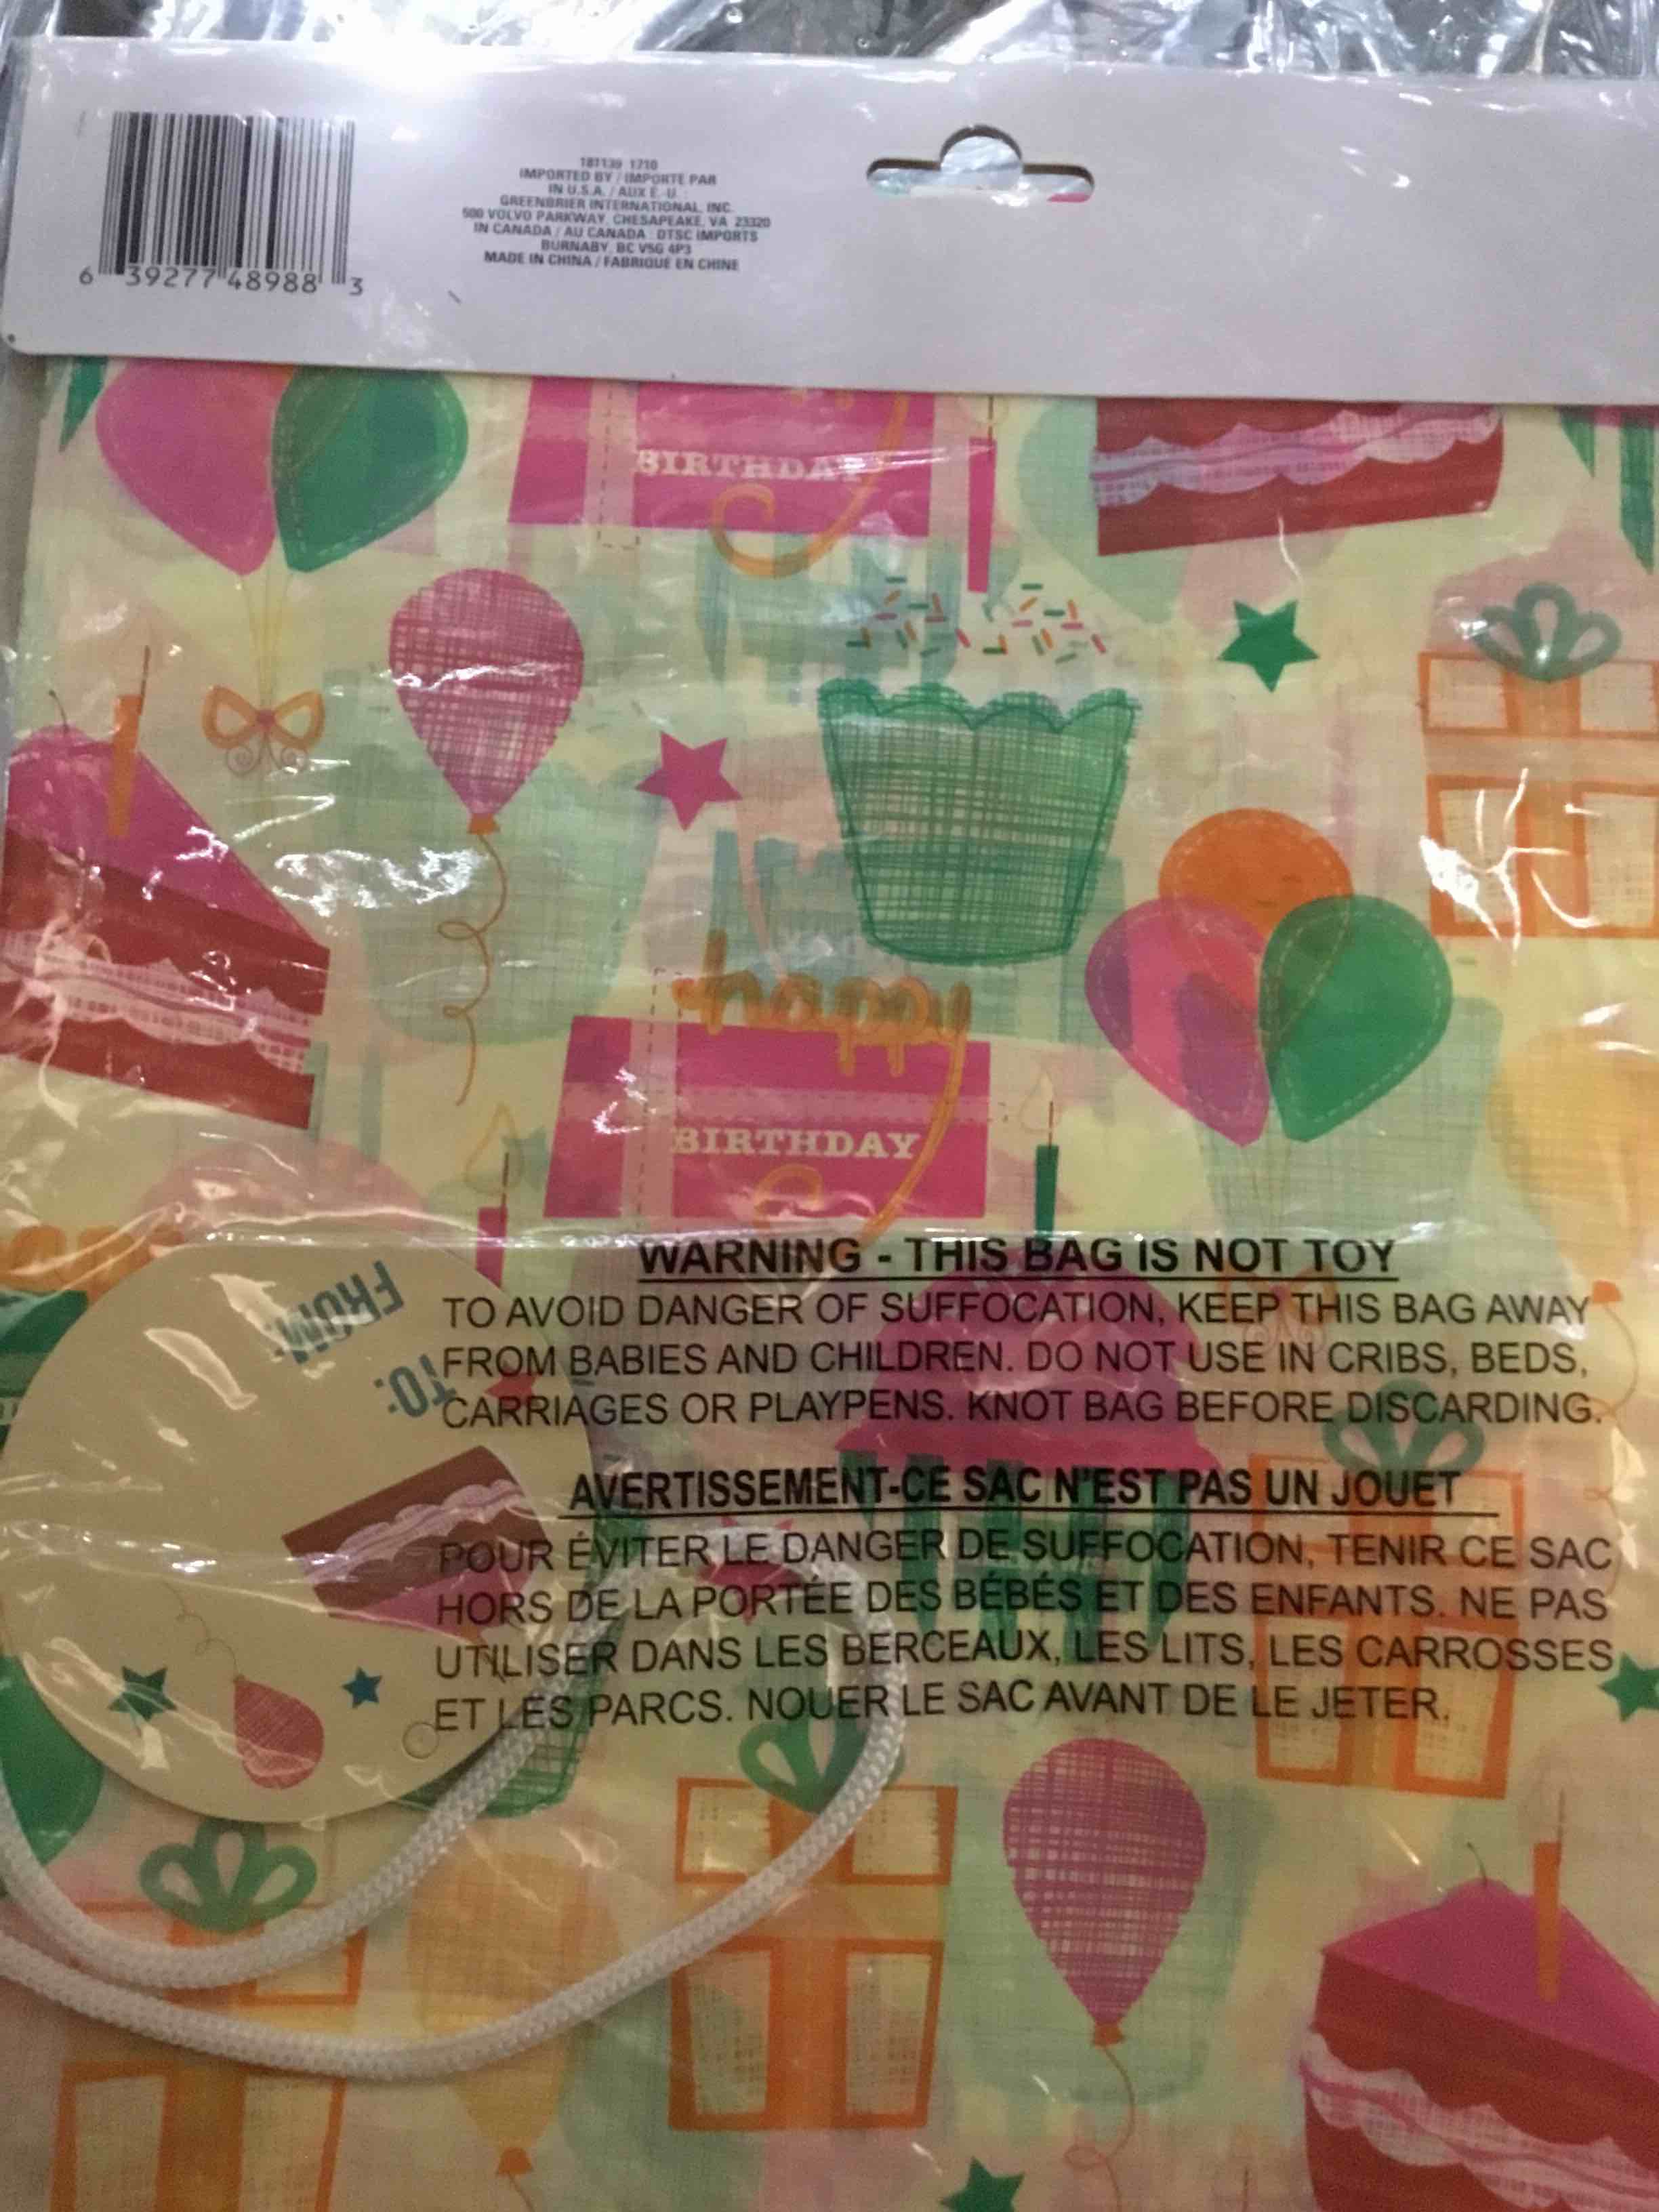 6 39277 48988 3
181139 1710
IMPORTED BY / IMPORTÉ PAR
IN U.S.A. / AUX É.-U. :
GREENBRIER INTERNATIONAL, INC.
500 VOLVO PARKWAY, CHESAPEAKE, VA 23320
IN CANADA / AU CANADA : DTSC IMPORTS
BURNABY, BC V5G 4P3
MADE IN CHINA / FABRIQUÉ EN CHINE
BIRTHDAY
happy
BIRTHDAY
FROM:
TO:
WARNING - THIS BAG IS NOT TOY
TO AVOID DANGER OF SUFFOCATION, KEEP THIS BAG AWAY
FROM BABIES AND CHILDREN. DO NOT USE IN CRIBS, BEDS,
CARRIAGES OR PLAYPENS. KNOT BAG BEFORE DISCARDING.
AVERTISSEMENT-CE SAC N'EST PAS UN JOUET
POUR ÉVITER LE DANGER DE SUFFOCATION, TENIR CE SAC
HORS DE LA PORTÉE DES BÉBÉS ET DES ENFANTS. NE PAS
UTILISER DANS LES BERCEAUX, LES LITS, LES CARROSSES
ET LES PARCS. NOUER LE SAC AVANT DE LE JETER.